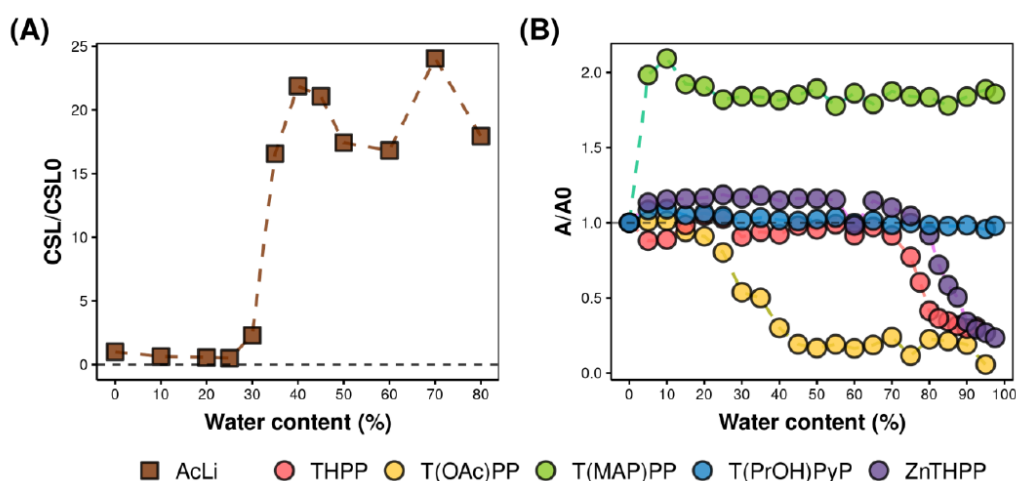 (A)
25
20
15
10
5
0
CSL/CSL0
0 10 20 30 40 50 60 70 80
Water content (%)
(B)
2.0
1.5
1.0
0.5
0.0
A/A0
0 10 20 30 40 50 60 70 80 90 100
Water content (%)
AcLi THPP T(OAc)PP T(MAP)PP T(PrOH)PyP ZnTHPP